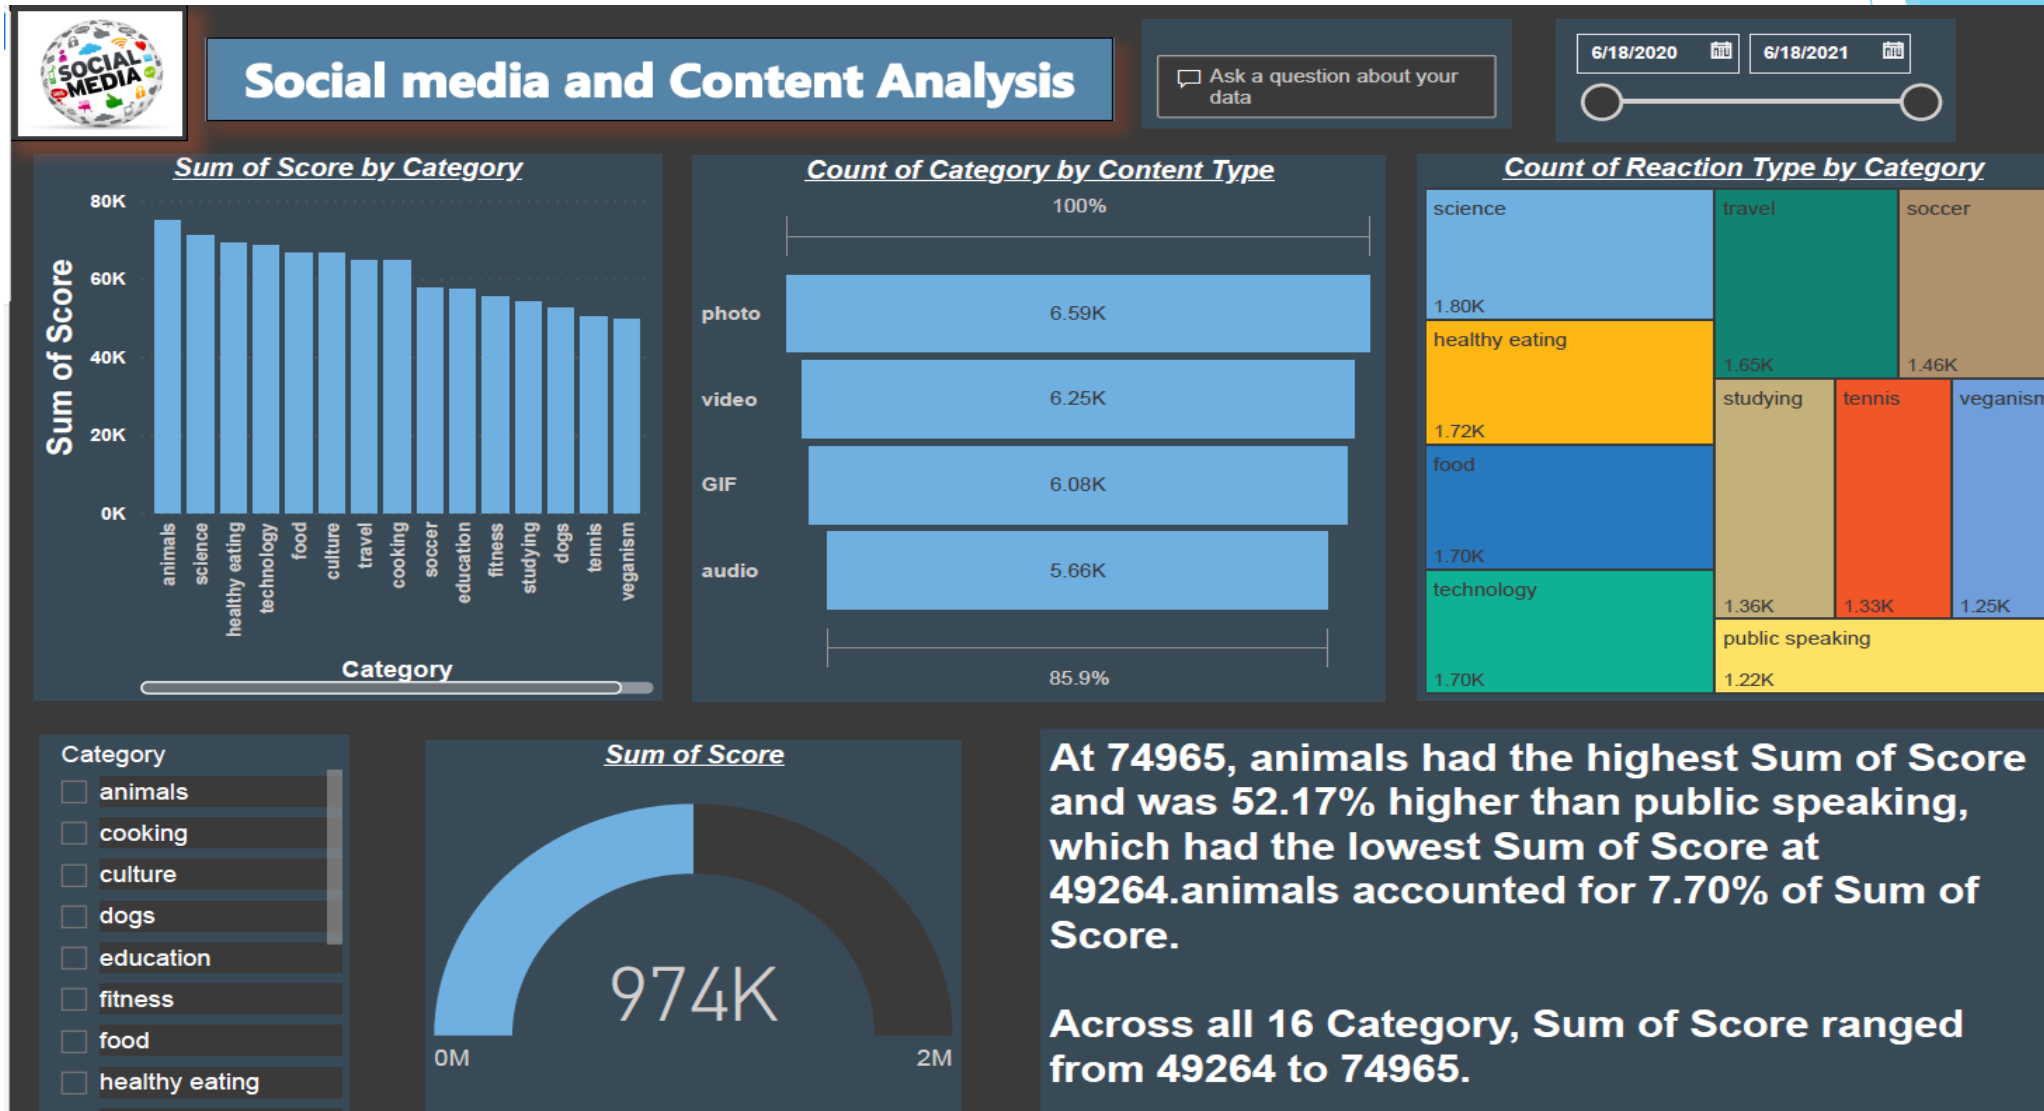 SOCIAL
MEDIA
Social media and Content Analysis
Ask a question about your
data
6/18/2020
6/18/2021
Sum of Score by Category
80K
60K
40K
20K
0K
Sum of Score
animals
science
healthy eating
technology
food
culture
travel
cooking
soccer
education
fitness
studying
dogs
tennis
veganism
Category
Count of Category by Content Type
100%
photo
6.59K
video
6.25K
GIF
6.08K
audio
5.66K
85.9%
Count of Reaction Type by Category
science
1.80K
healthy eating
1.72K
food
1.70K
technology
1.70K
travel
1.65K
soccer
1.46K
studying
1.36K
tennis
1.33K
veganism
1.25K
public speaking
1.22K
Category
animals
cooking
culture
dogs
education
fitness
food
healthy eating
Sum of Score
974K
0M
2M
At 74965, animals had the highest Sum of Score
and was 52.17% higher than public speaking,
which had the lowest Sum of Score at
49264.animals accounted for 7.70% of Sum of
Score.
Across all 16 Category, Sum of Score ranged
from 49264 to 74965.